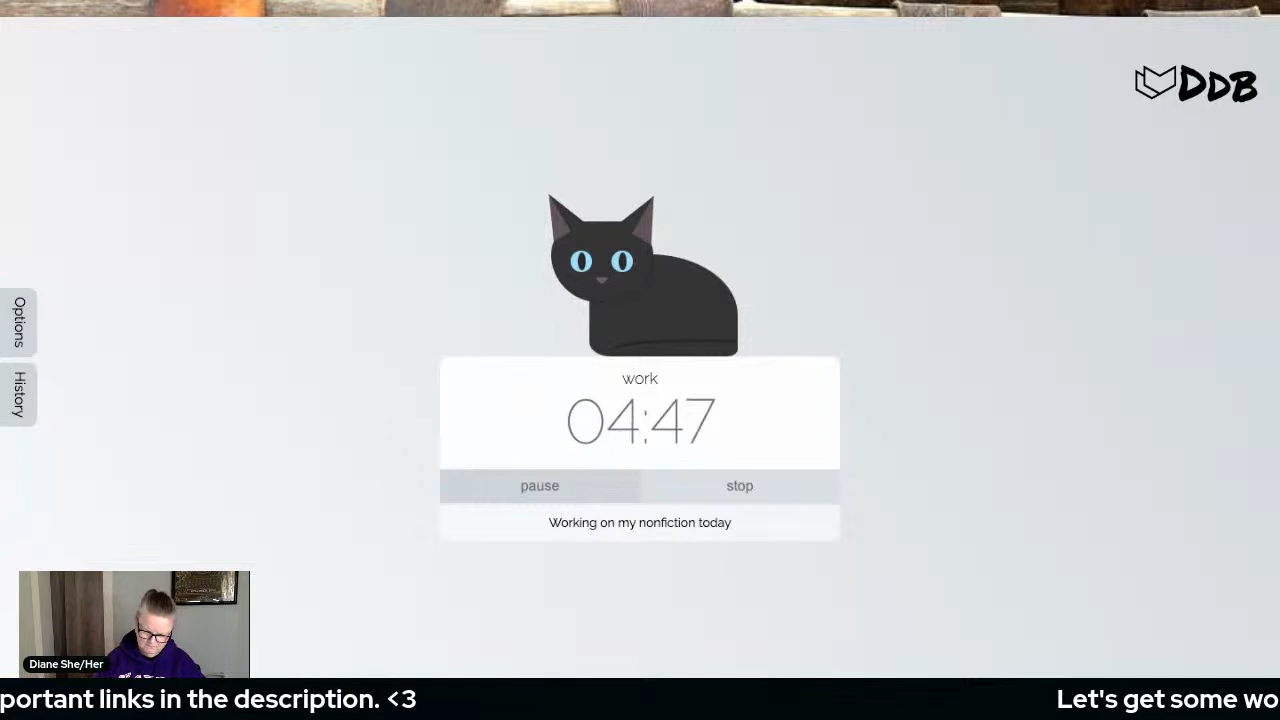 DDB
Options
History
work
04:47
pause
stop
Working on my nonfiction today
Diane She/Her
portant links in the description. <3
Let's get some wo